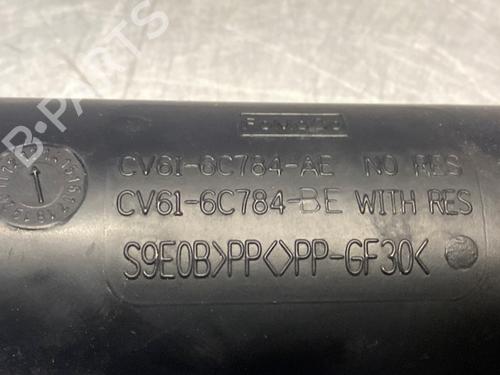 B-PARTS
CV61-6C784-AE NO RES
CV61-6C784-BE WITH RES
S9E0B>PP<>PP-GF30<